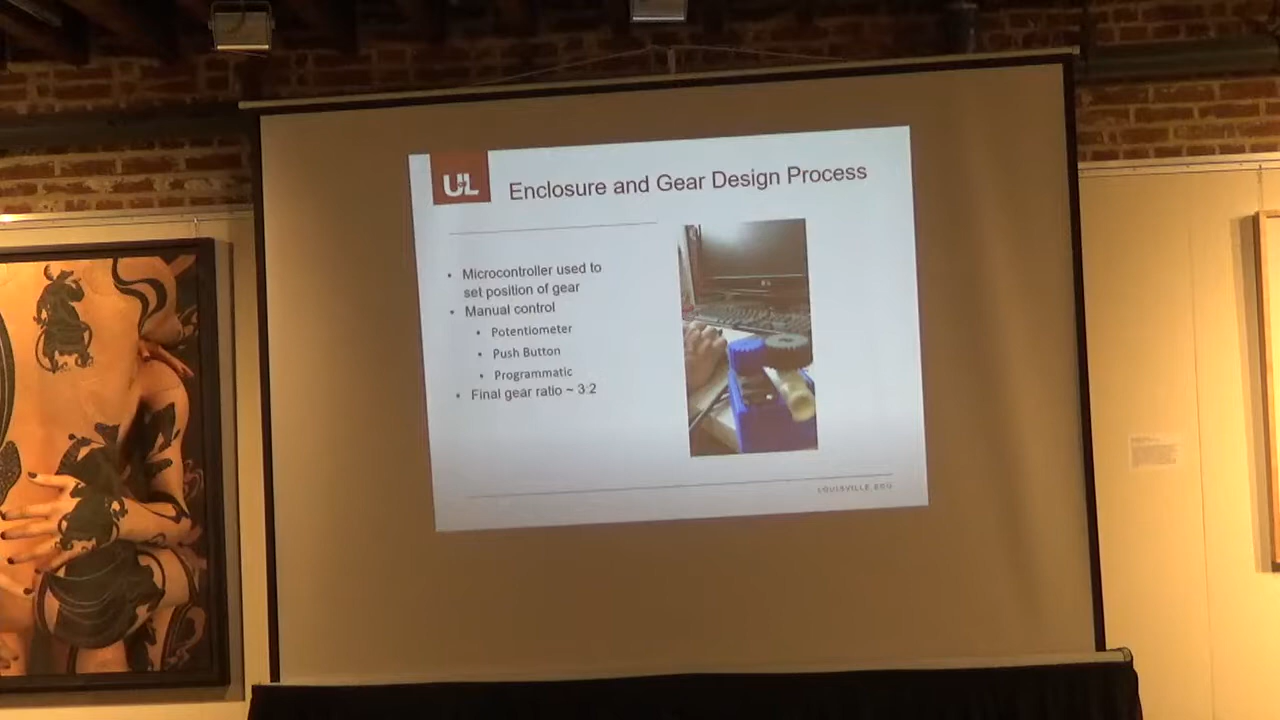 UofL
Enclosure and Gear Design Process
• Microcontroller used to
set position of gear
• Manual control
• Potentiometer
• Push Button
• Programmatic
• Final gear ratio ~ 3:2
LOUISVILLE.EDU